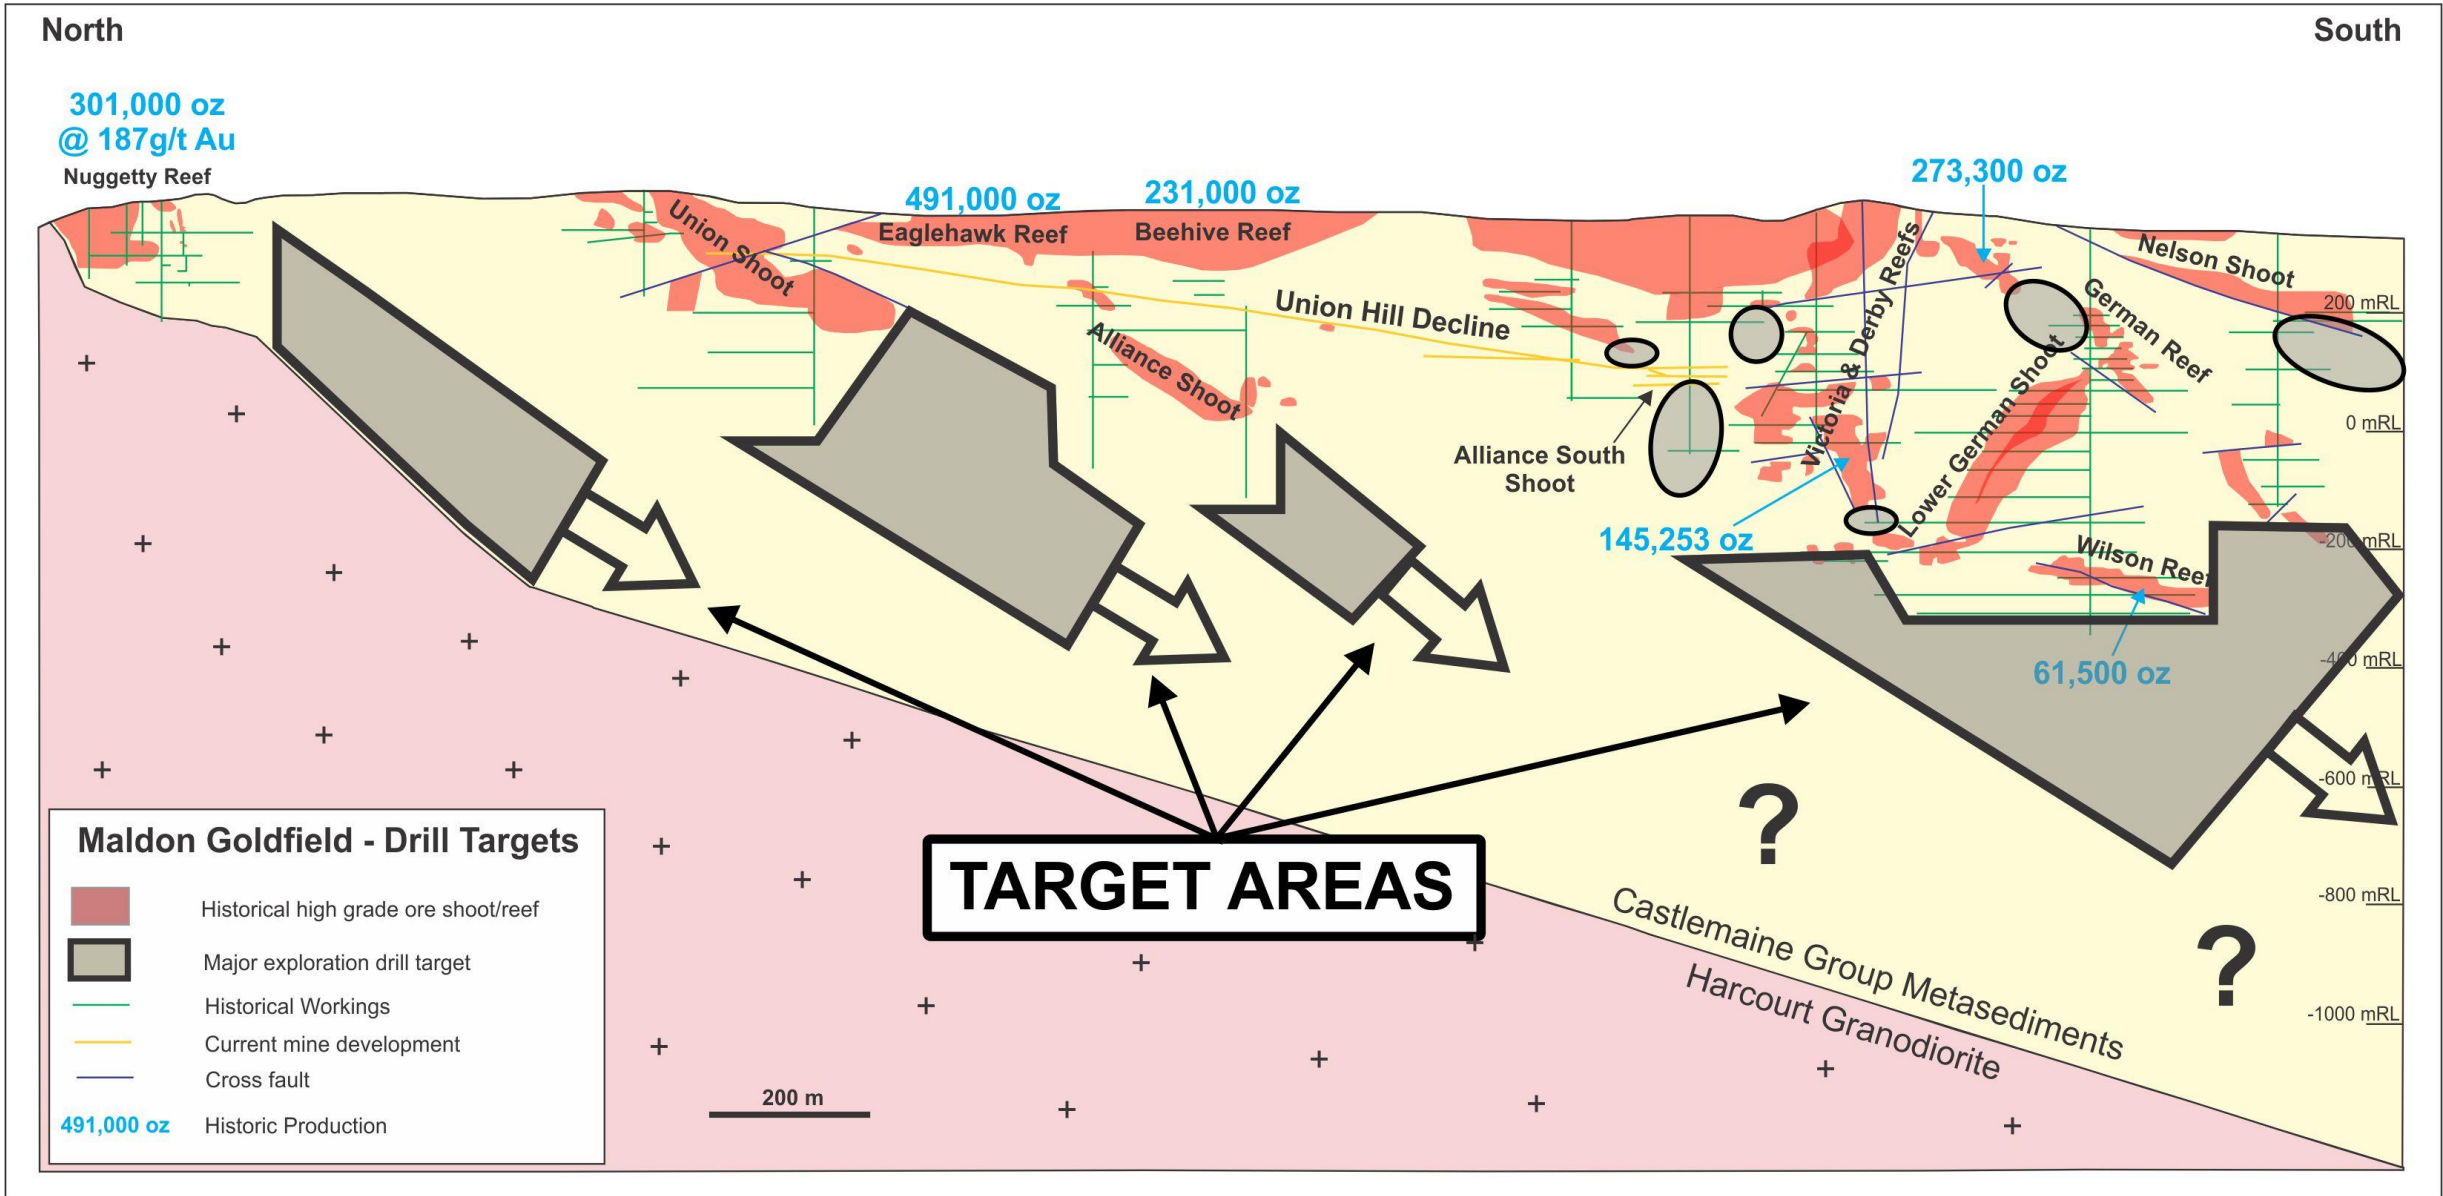 North
South
301,000 oz
@ 187g/t Au
Nuggetty Reef
491,000 oz
231,000 oz
273,300 oz
Union Shoot
Eaglehawk Reef
Beehive Reef
Nelson Shoot
Union Hill Decline
Alliance Shoot
Victoria & Derby Reefs
German Reef
Lower German Shoot
200 mRL
0 mRL
Alliance South
Shoot
145,253 oz
-200 mRL
Wilson Reef
61,500 oz
-400 mRL
-600 mRL
?
TARGET AREAS
-800 mRL
?
Castlemaine Group Metasediments
Harcourt Granodiorite
-1000 mRL
Maldon Goldfield - Drill Targets
Historical high grade ore shoot/reef
Major exploration drill target
Historical Workings
Current mine development
Cross fault
491,000 oz Historic Production
200 m